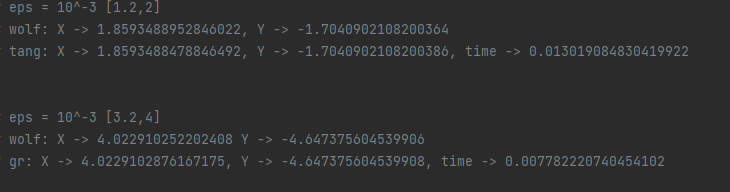 eps = 10^-3 [1.2,2]
wolf: X -> 1.8593488952846022, Y -> -1.7040902108200364
tang: X -> 1.8593488478846492, Y -> -1.7040902108200386, time -> 0.013019084830419922
eps = 10^-3 [3.2,4]
wolf: X -> 4.022910252202408 Y -> -4.647375604539906
gr: X -> 4.0229102876167175, Y -> -4.647375604539908, time -> 0.007782220740454102